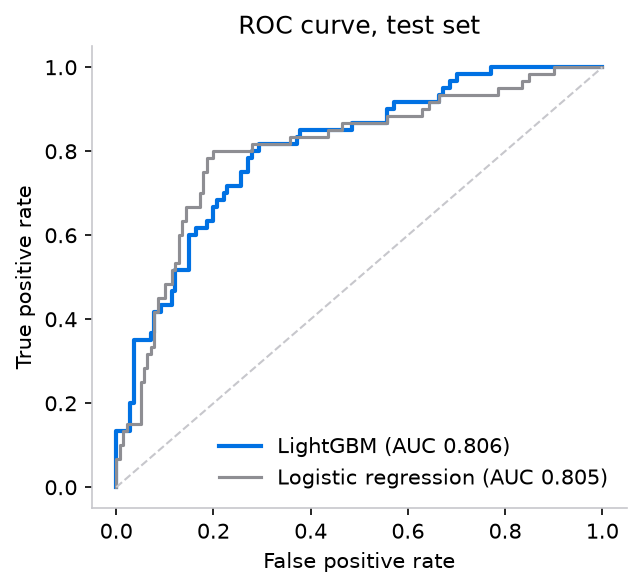 ROC curve, test set
True positive rate
1.0
0.8
0.6
0.4
0.2
0.0
LightGBM (AUC 0.806)
Logistic regression (AUC 0.805)
0.0 0.2 0.4 0.6 0.8 1.0
False positive rate